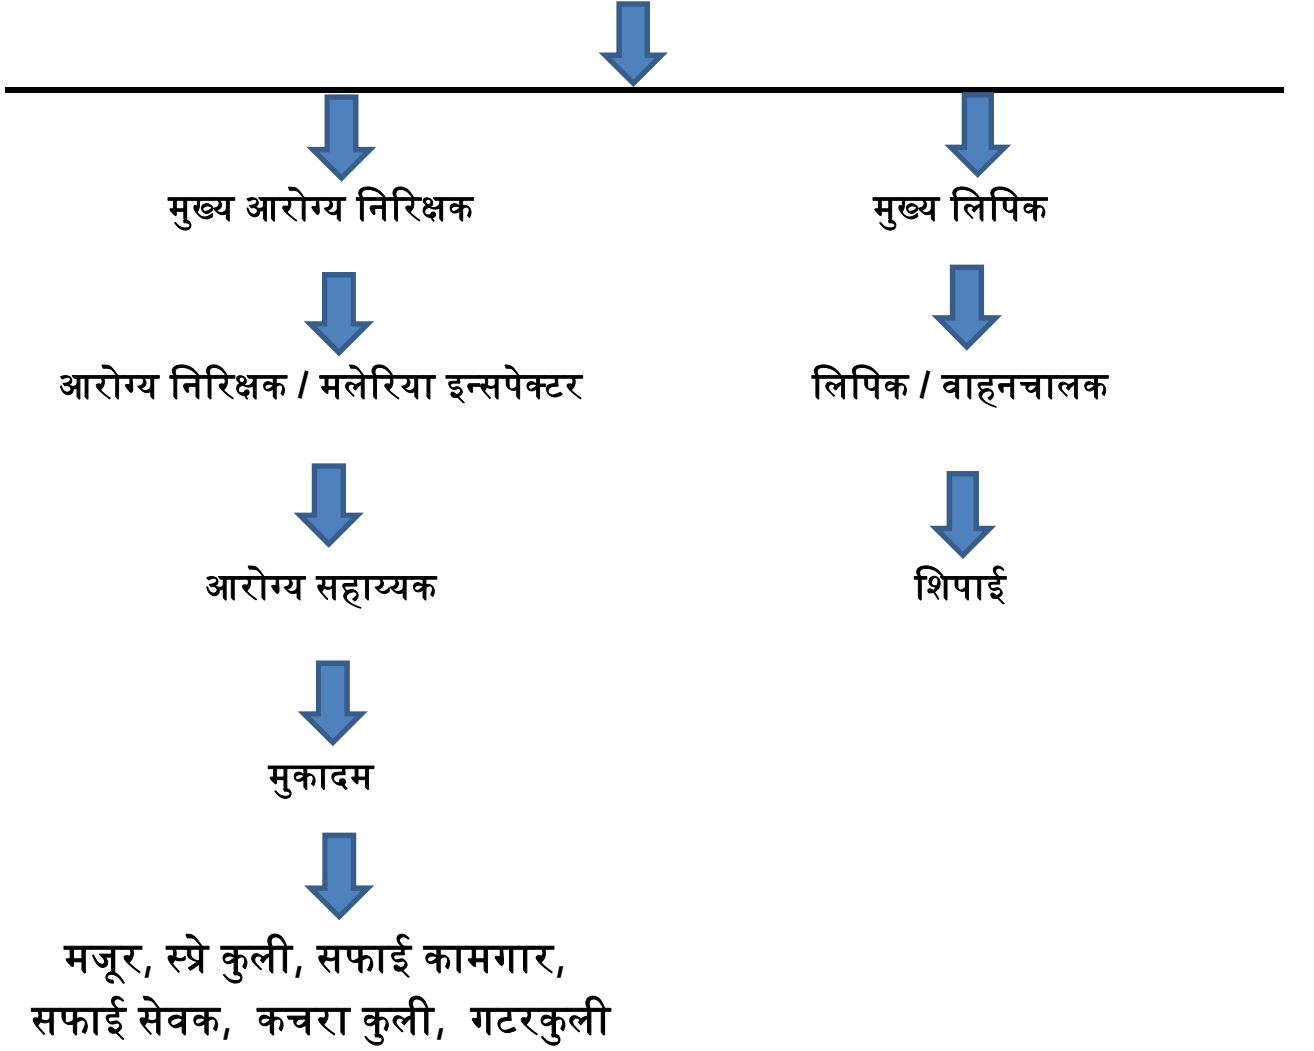 मुख्य आरोग्य निरिक्षक
मुख्य लिपिक
आरोग्य निरिक्षक / मलेरिया इन्सपेक्टर
लिपिक / वाहनचालक
आरोग्य सहाय्यक
शिपाई
मुकादम
मजूर, स्प्रे कुली, सफाई कामगार,
सफाई सेवक, कचरा कुली, गटरकुली